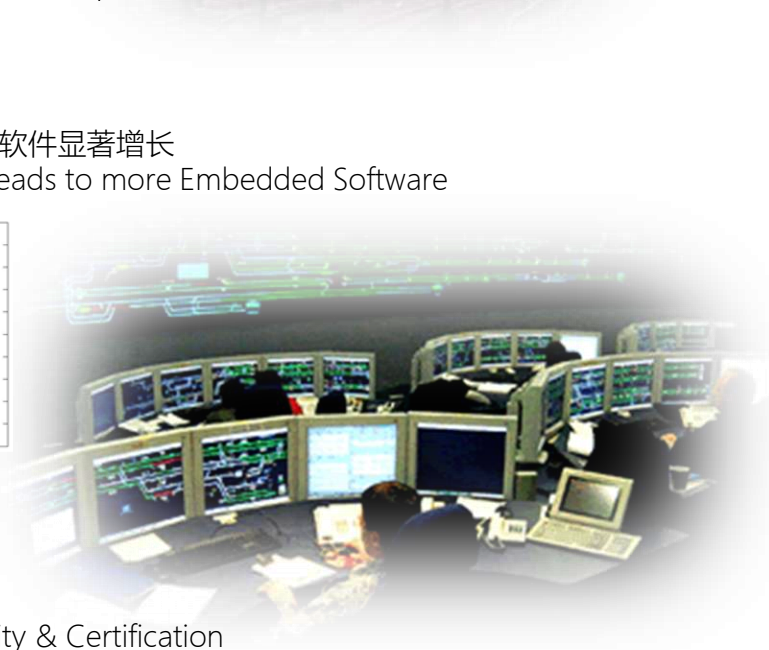 软件显著增长
eads to more Embedded Software
ty & Certification